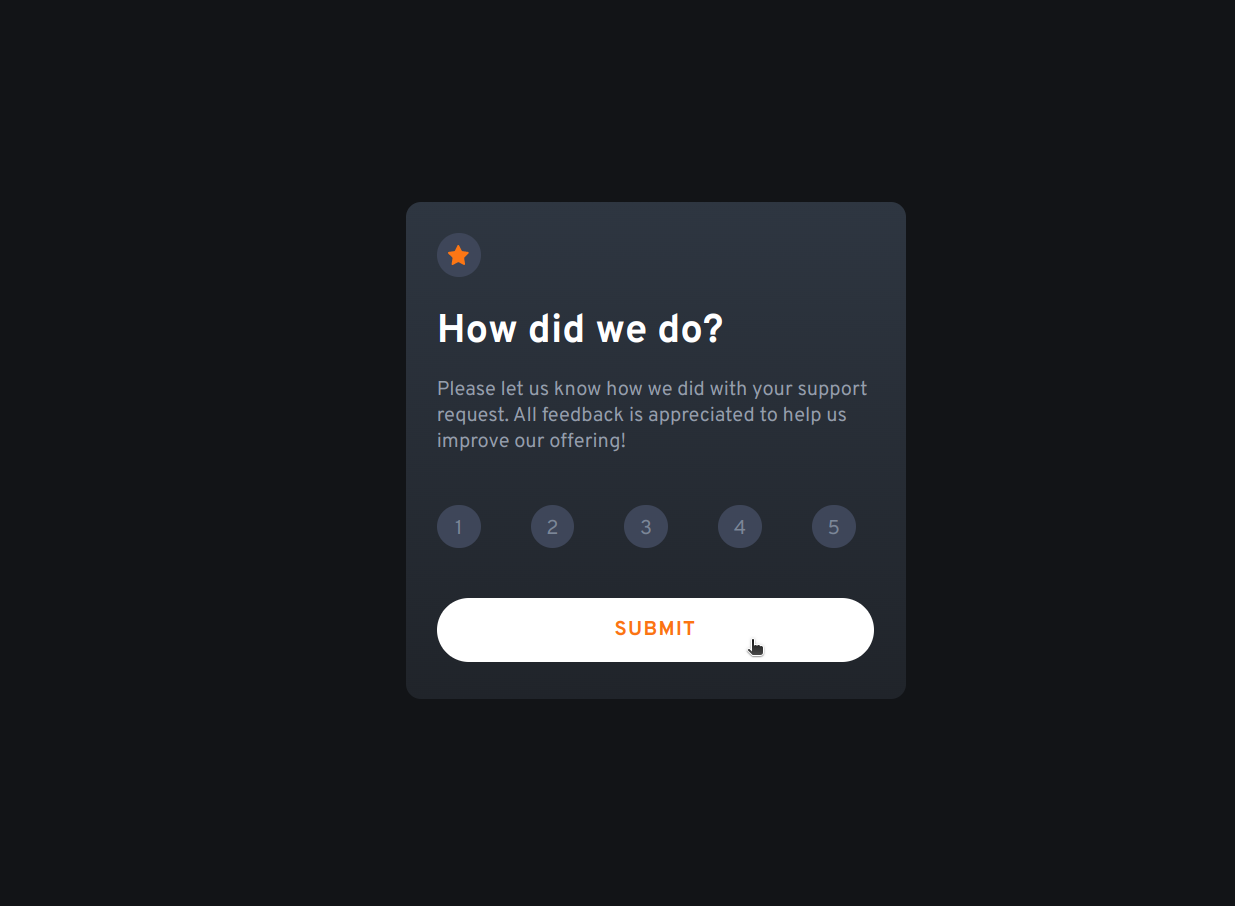 How did we do?
Please let us know how we did with your support
request. All feedback is appreciated to help us
improve our offering!
1 2 3 4 5
SUBMIT